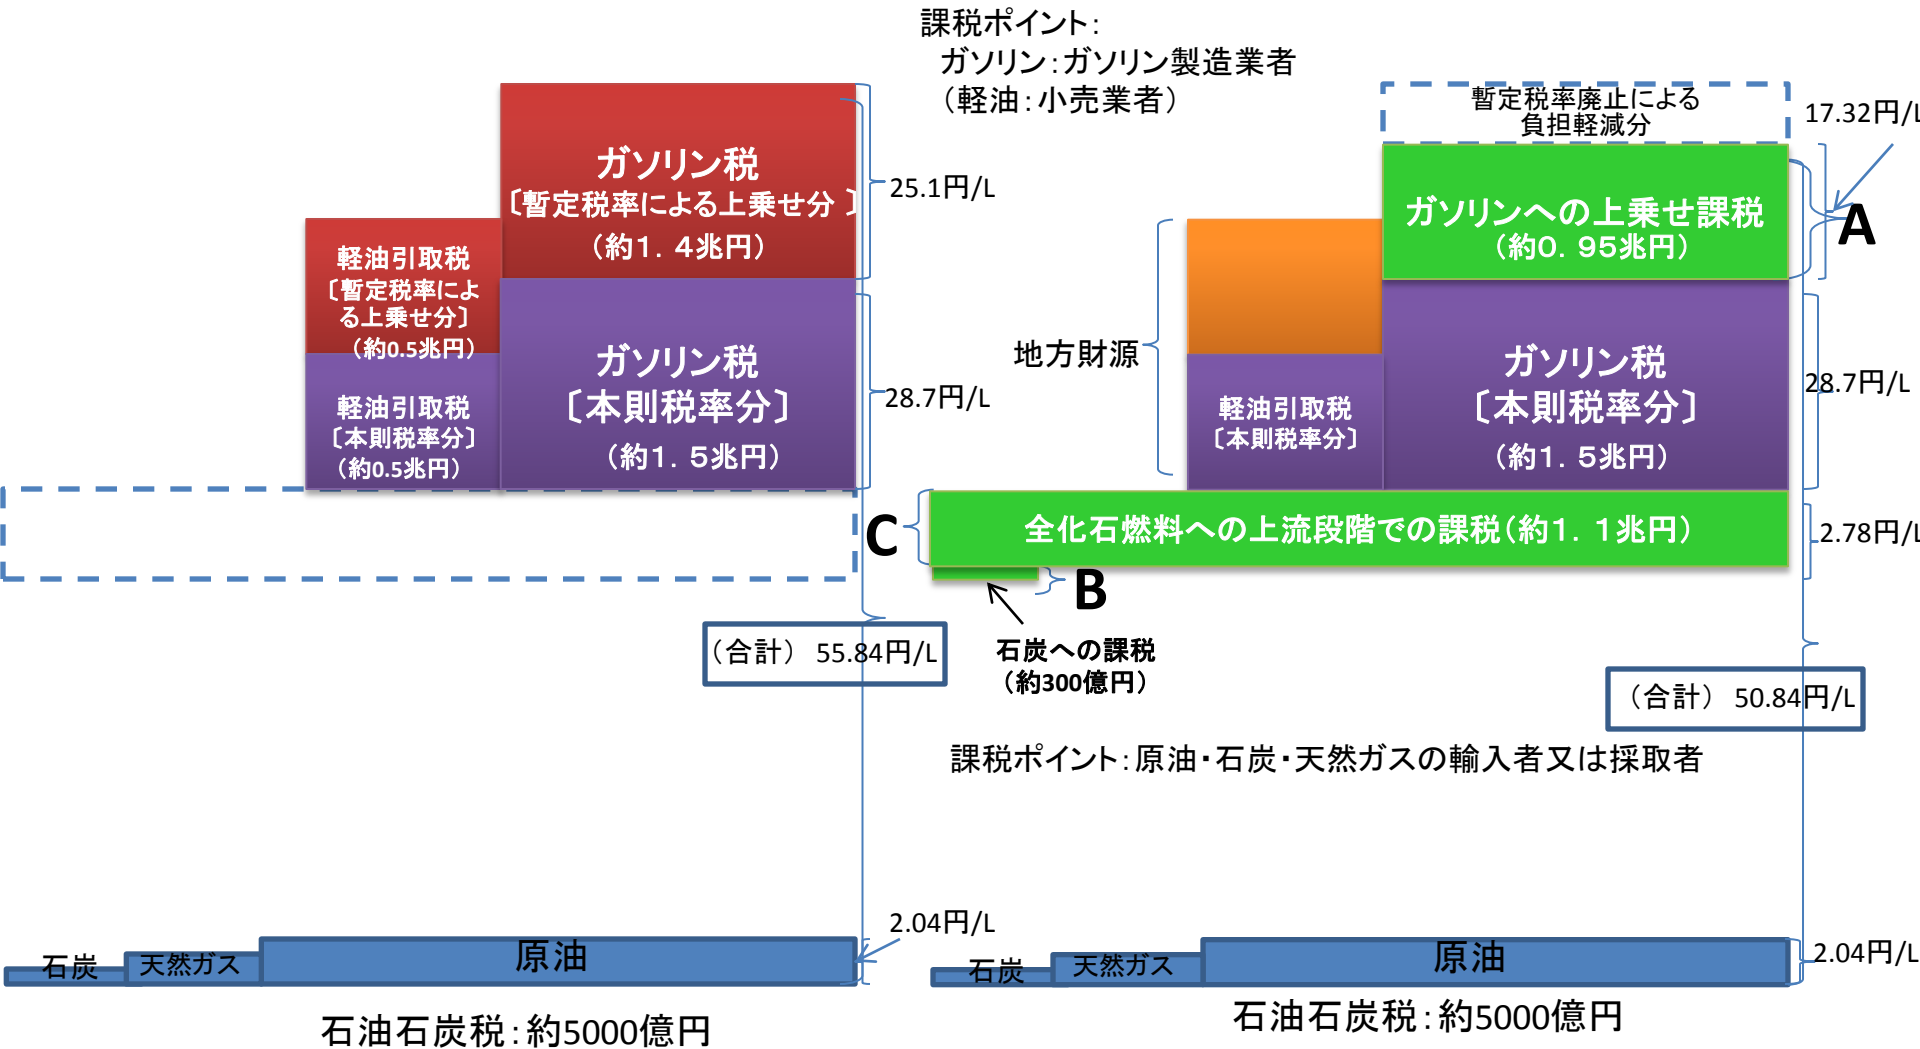 課税ポイント:
ガソリン:ガソリン製造業者
(軽油:小売業者)
ガソリン税
〔暫定税率による上乗せ分 〕
(約1.4兆円)
25.1円/L
軽油引取税
〔暫定税率によ
る上乗せ分〕
(約0.5兆円)
ガソリン税
〔本則税率分〕
(約1.5兆円)
28.7円/L
軽油引取税
〔本則税率分〕
(約0.5兆円)
(合計) 55.84円/L
2.04円/L
石炭
天然ガス
原油
石油石炭税:約5000億円
暫定税率廃止による
負担軽減分
17.32円/L
ガソリンへの上乗せ課税
(約0.95兆円)
A
地方財源
ガソリン税
〔本則税率分〕
(約1.5兆円)
28.7円/L
軽油引取税
〔本則税率分〕
C
全化石燃料への上流段階での課税(約1.1兆円)
2.78円/L
B
石炭への課税
(約300億円)
(合計) 50.84円/L
課税ポイント:原油・石炭・天然ガスの輸入者又は採取者
石炭
天然ガス
原油
2.04円/L
石油石炭税:約5000億円